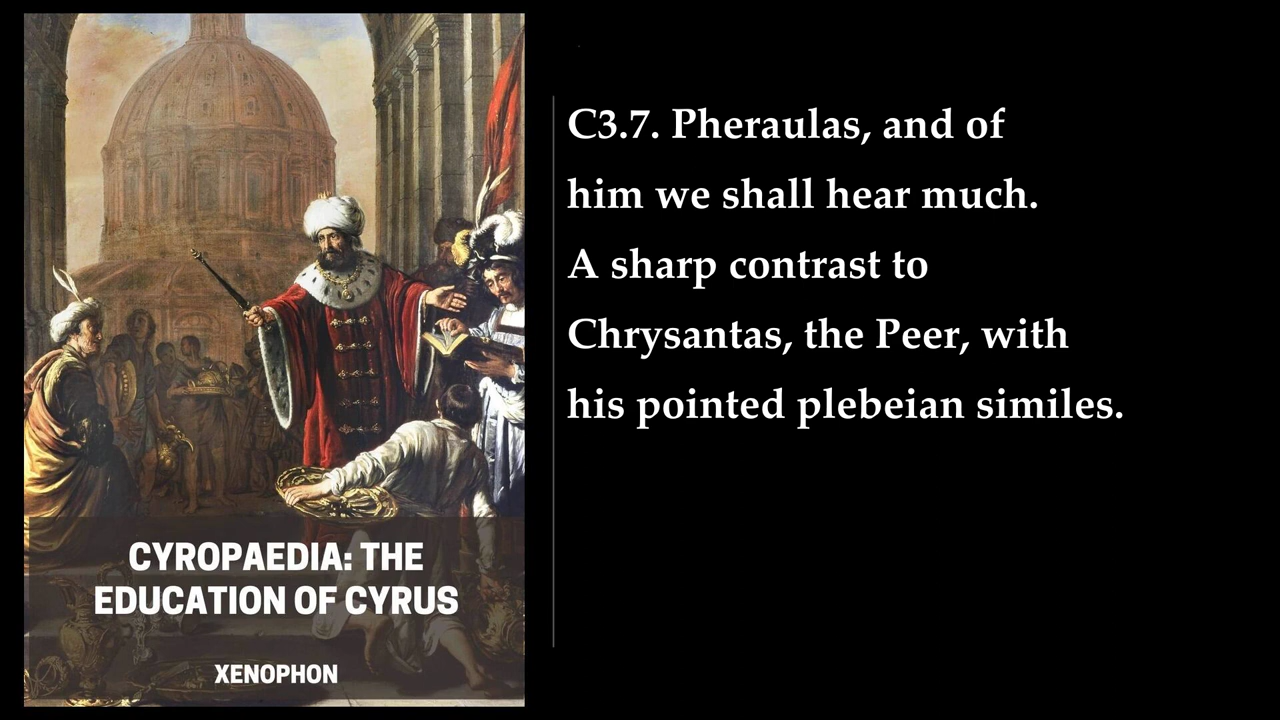 CYROPAEDIA: THE
EDUCATION OF CYRUS
XENOPHON
C3.7. Pheraulas, and of
him we shall hear much.
A sharp contrast to
Chrysantas, the Peer, with
his pointed plebeian similes.